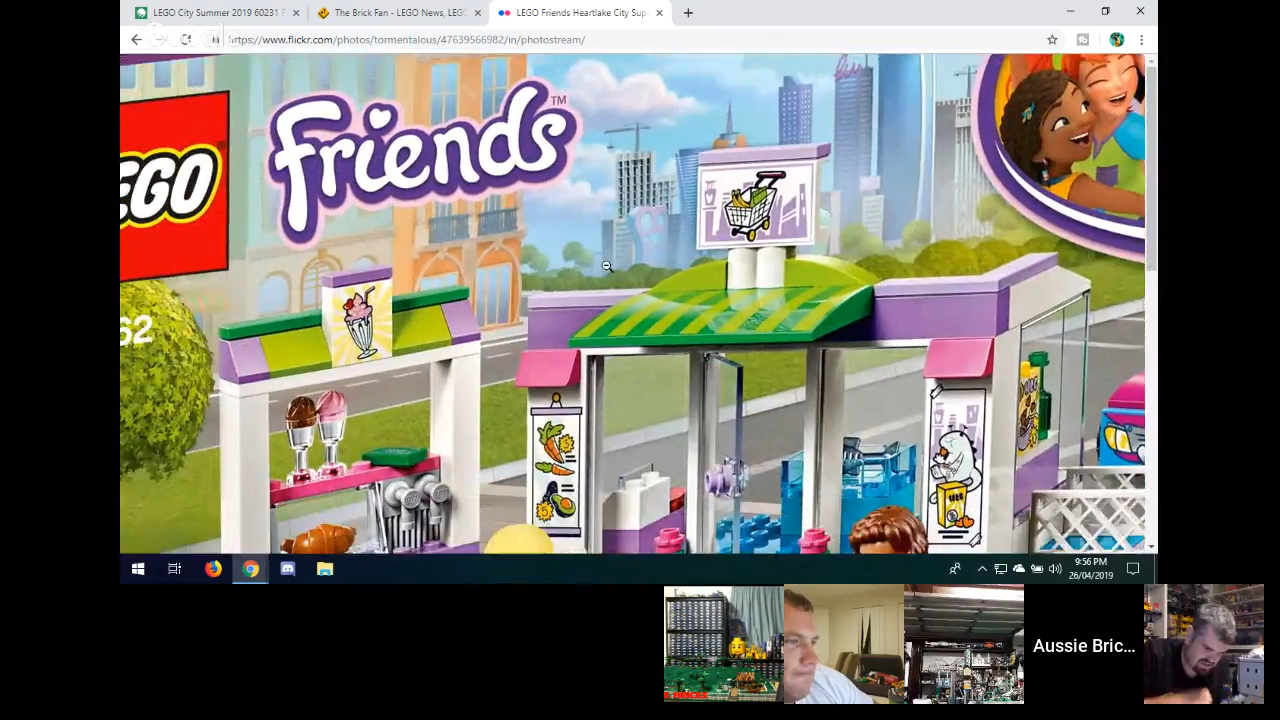 LEGO City Summer 2019 60231 F
The Brick Fan - LEGO News, LEGO
LEGO Friends Heartlake City Supe
https://www.flickr.com/photos/tormentalous/47639566982/in/photostream/
EGO
Friends
TM
62
9:56 PM
26/04/2019
Aussie Bric...